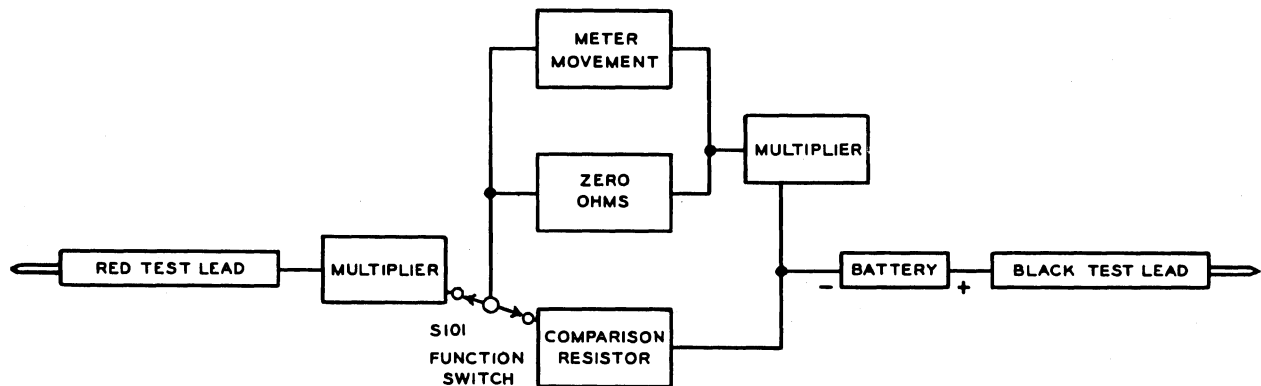 METER
MOVEMENT
MULTIPLIER
ZERO
OHMS
RED TEST LEAD
MULTIPLIER
BATTERY
BLACK TEST LEAD
- +
S101
FUNCTION
SWITCH
COMPARISON
RESISTOR